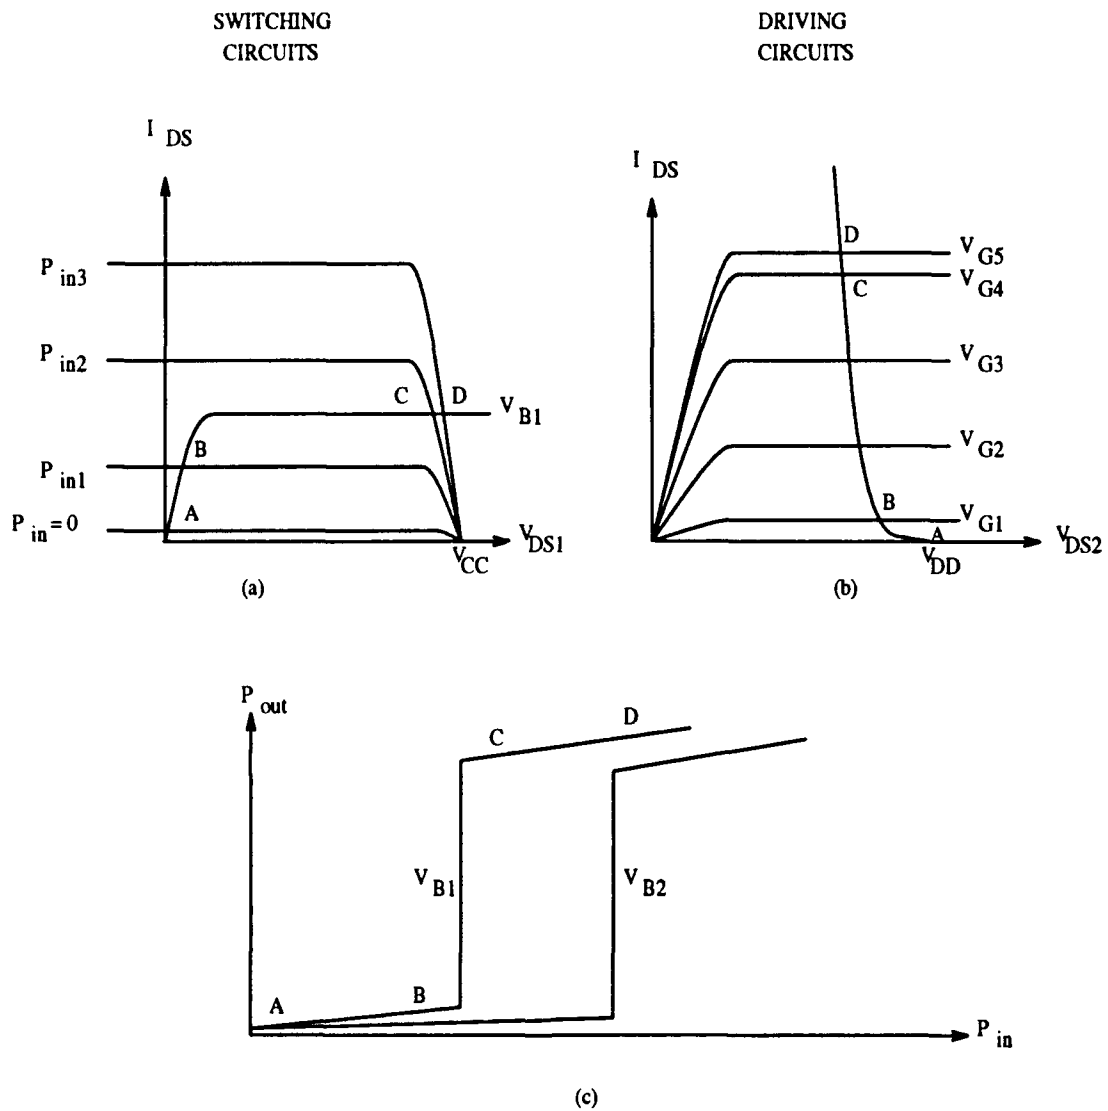 SWITCHING
CIRCUITS
DRIVING
CIRCUITS
I DS
P in3
P in2
P in1
P in = 0
A
B
C
D
V B1
V DS1
V CC
(a)
I DS
D
C
B
A
V G5
V G4
V G3
V G2
V G1
V DS2
V DD
(b)
P out
C
D
V B1
V B2
A
B
P in
(c)